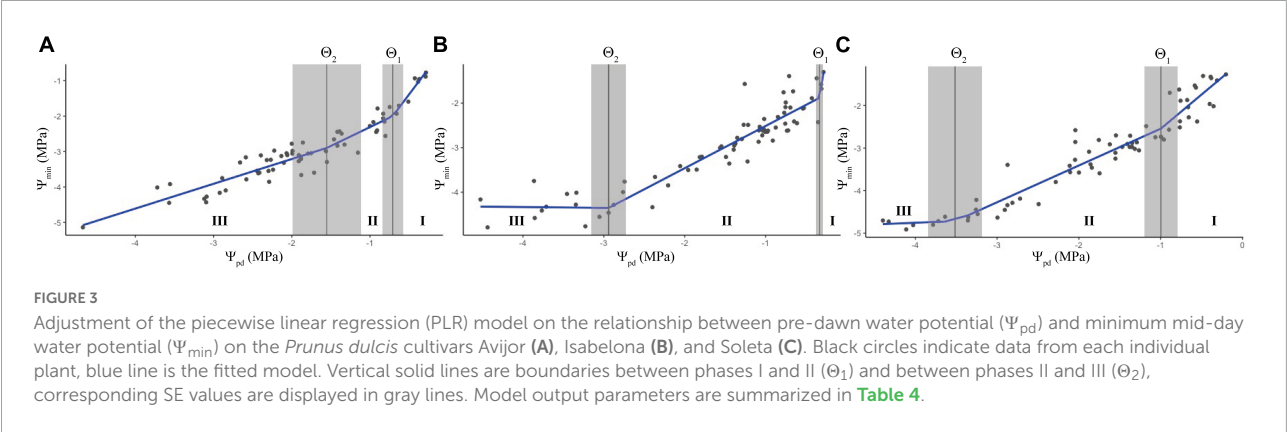 A
B
C
Θ2
Θ1
Θ2
Θ1
Θ2
Θ1
-1
-2
-3
-4
-5
Ψmin (MPa)
III
II
I
-4
-2
-1
Ψpd (MPa)
-2
-4
Ψmin (MPa)
III
II
I
-4
-3
-2
-1
Ψpd (MPa)
-2
-3
-4
-5
Ψmin (MPa)
III
II
I
-4
-3
-2
-1
0
Ψpd (MPa)
FIGURE 3
Adjustment of the piecewise linear regression (PLR) model on the relationship between pre-dawn water potential (Ψpd) and minimum mid-day
water potential (Ψmin) on the Prunus dulcis cultivars Avijor (A), Isabelona (B), and Soleta (C). Black circles indicate data from each individual
plant, blue line is the fitted model. Vertical solid lines are boundaries between phases I and II (Θ1) and between phases II and III (Θ2),
corresponding SE values are displayed in gray lines. Model output parameters are summarized in Table 4.